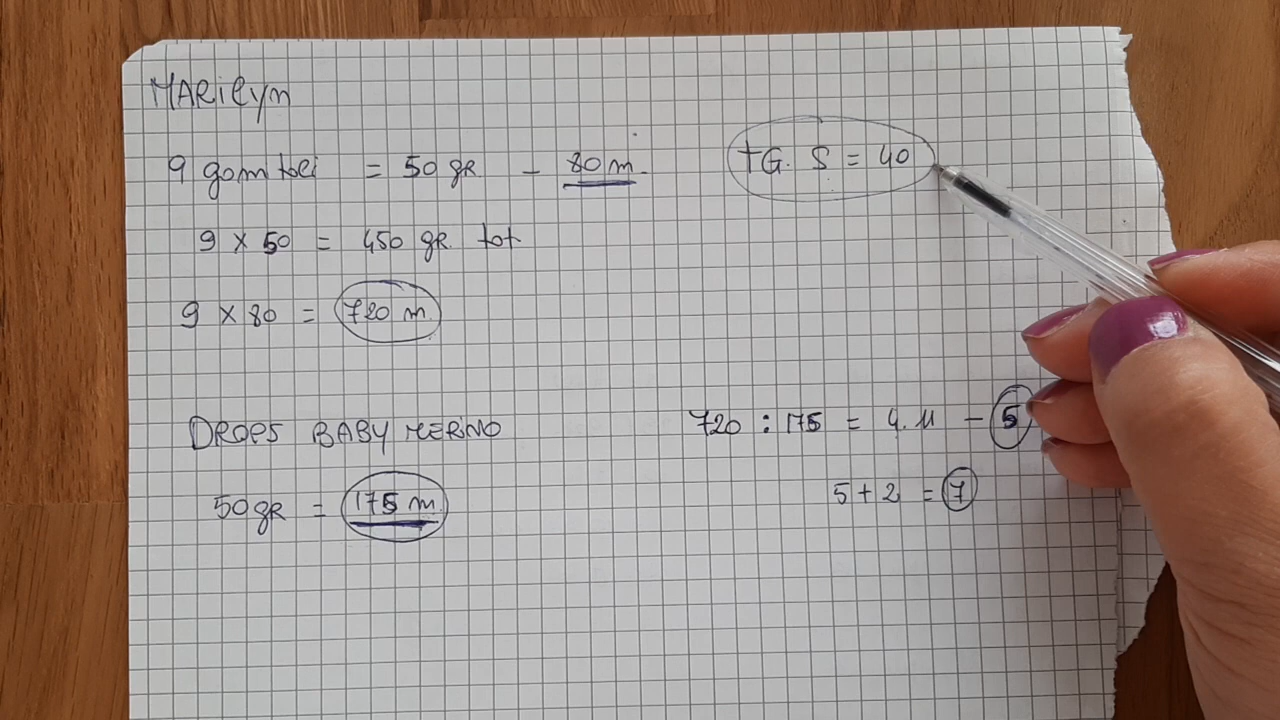 MARilyn
9 gomitoli = 50 gR - 80 m. tG. S = 40
9 x 50 = 450 gR. tot
9 x 80 = 720 m
DROPS BABY MERINO 720 : 175 = 4.11 - 5
50 gR = 175 m. 5 + 2 = 7